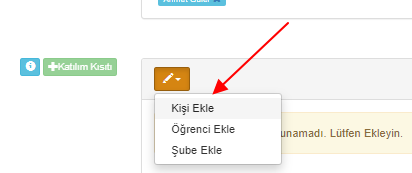 +Katılım Kısıtı
Kişi Ekle
Öğrenci Ekle
unamadı. Lütfen Ekleyin.
Şube Ekle